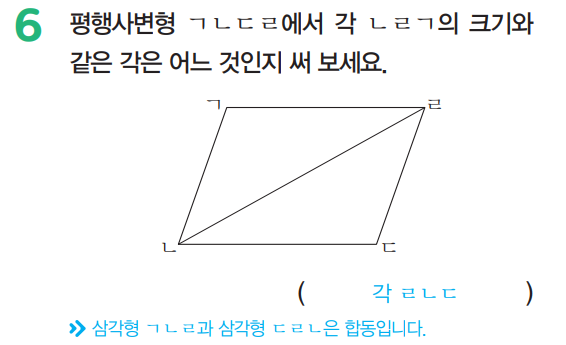 6 평행사변형 ㄱㄴㄷㄹ에서 각 ㄴㄹㄱ의 크기와
같은 각은 어느 것인지 써 보세요.
ㄱ ㄹ
ㄴ ㄷ
( 각 ㄹㄴㄷ )
삼각형 ㄱㄴㄹ과 삼각형 ㄷㄹㄴ은 합동입니다.